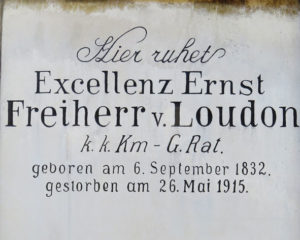 Hier ruhet
Excellenz Ernst
Freiherr v. Loudon
k. k. Km - G. Rat.
geboren am 6. September 1832.
gestorben am 26. Mai 1915.